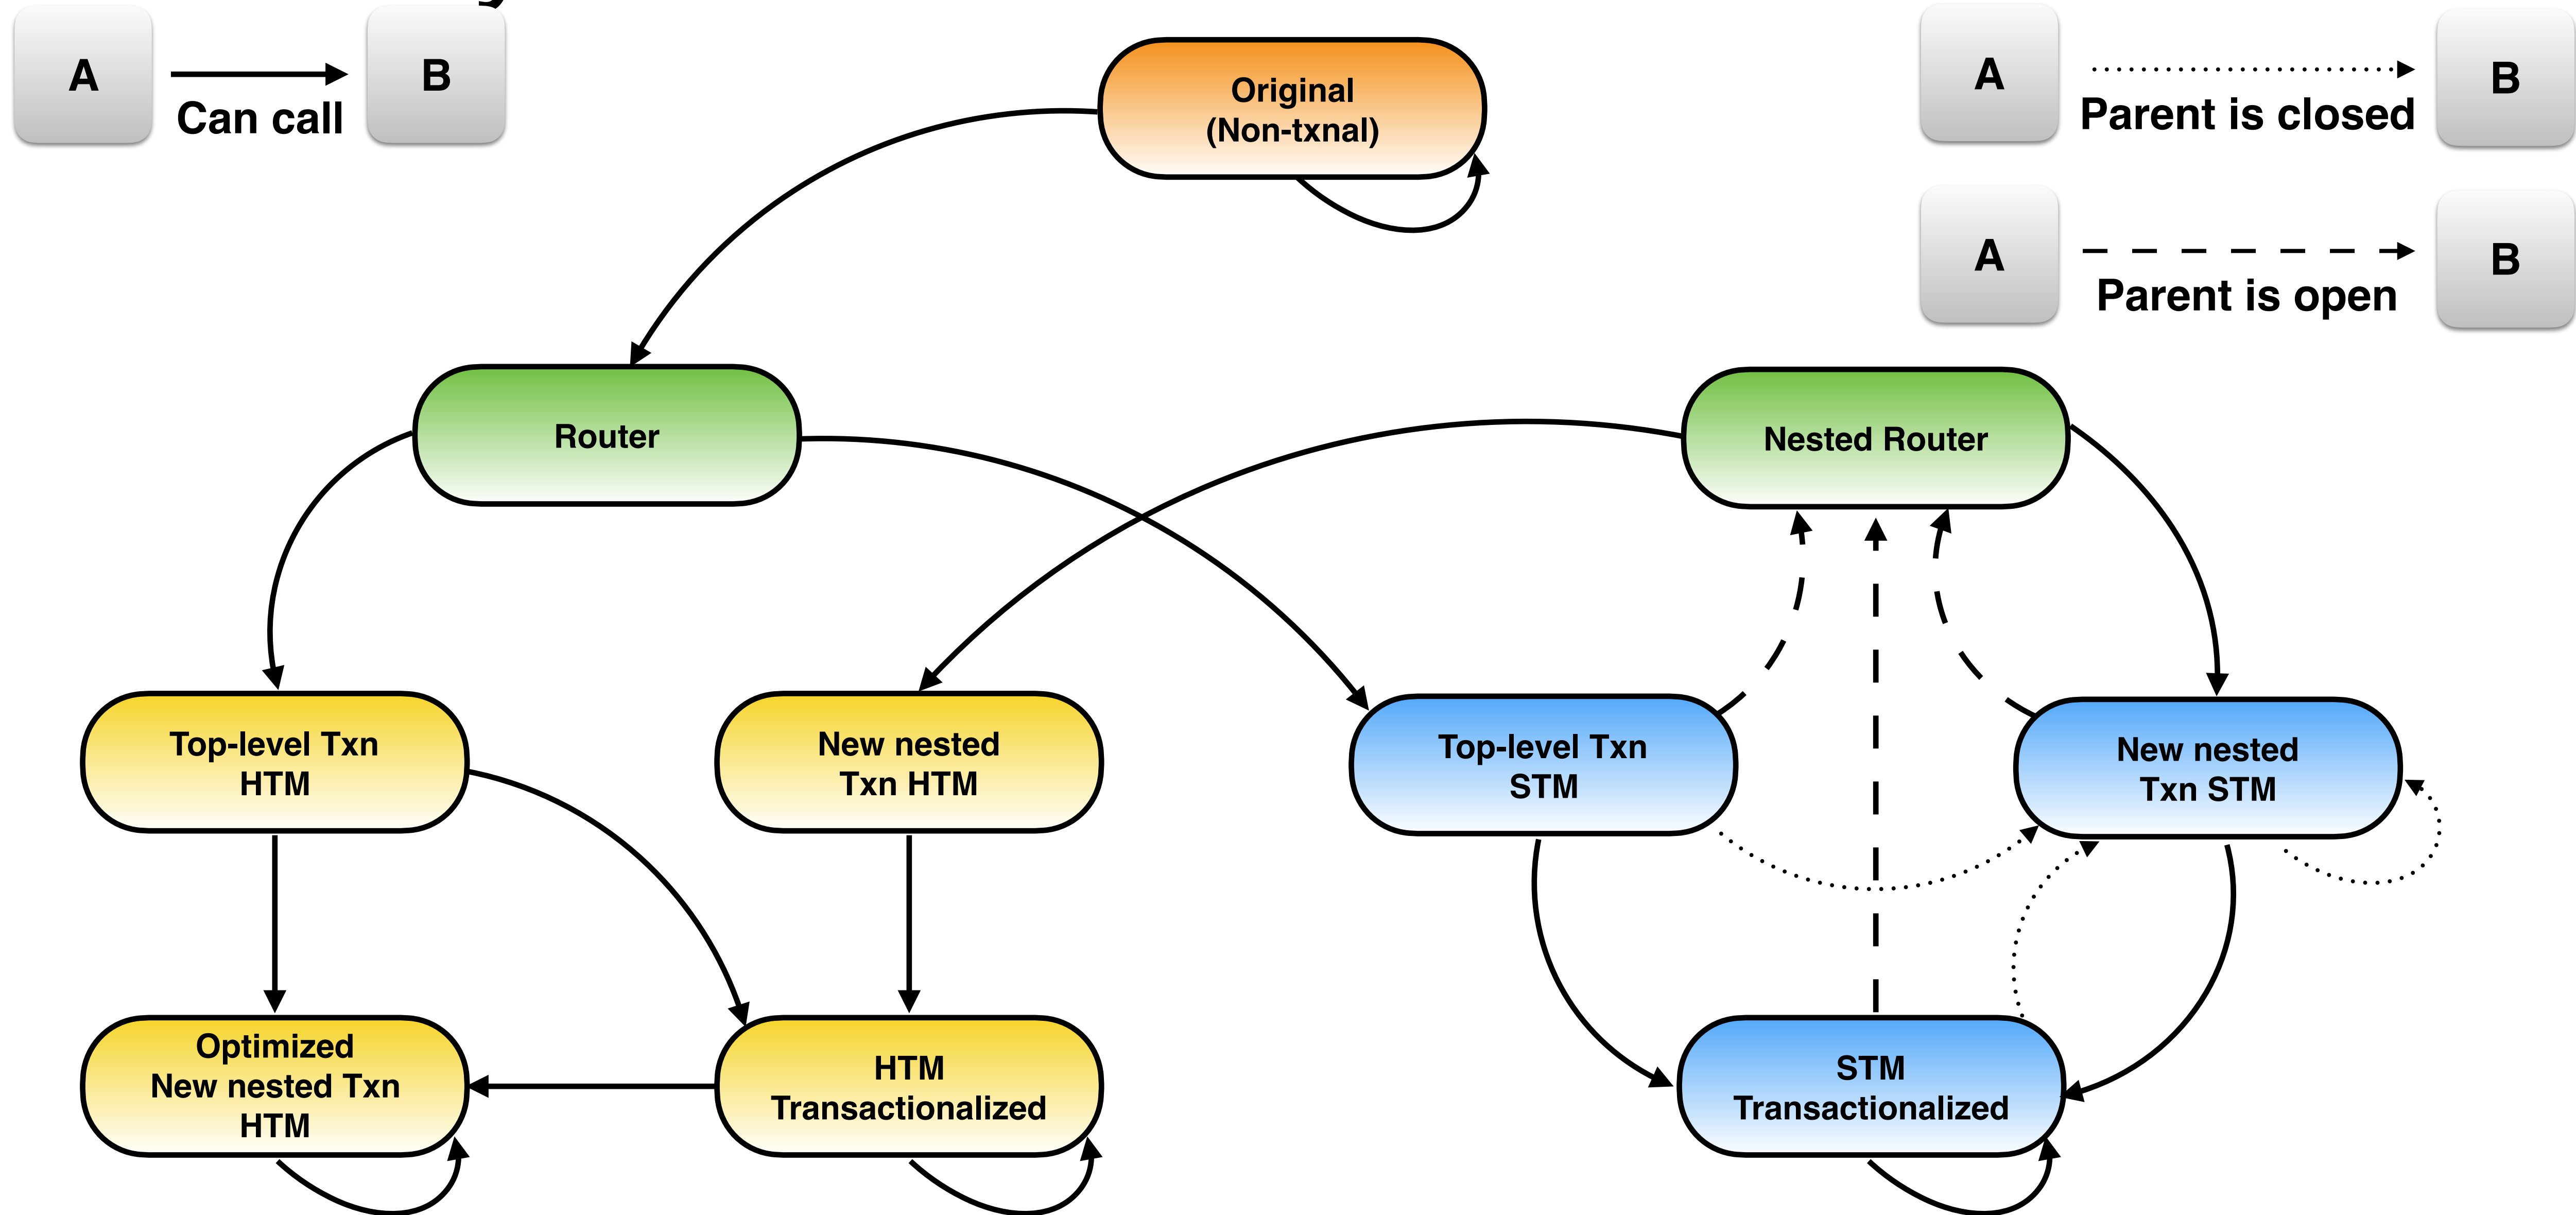 A
Can call
B
Original
(Non-txnal)
A
Parent is closed
B
A
Parent is open
B
Router
Nested Router
Top-level Txn
HTM
New nested
Txn HTM
Top-level Txn
STM
New nested
Txn STM
Optimized
New nested Txn
HTM
HTM
Transactionalized
STM
Transactionalized